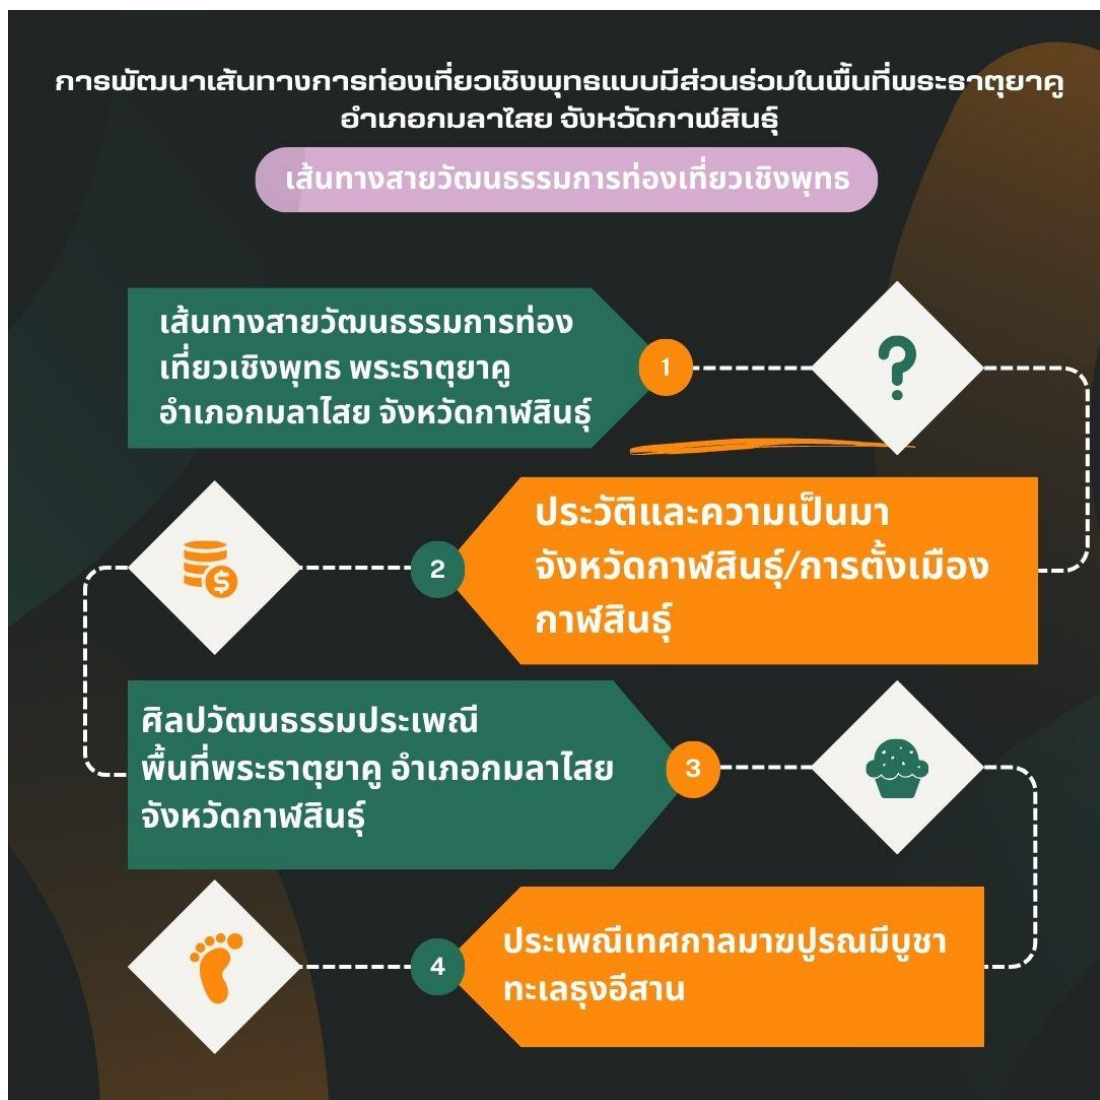 การพัฒนาเส้นทางการท่องเที่ยวเชิงพุทธแบบมีส่วนร่วมในพื้นที่พระธาตุยาคู
อำเภอกมลาไสย จังหวัดกาฬสินธุ์
เส้นทางสายวัฒนธรรมการท่องเที่ยวเชิงพุทธ
เส้นทางสายวัฒนธรรมการท่อง
เที่ยวเชิงพุทธ พระธาตุยาคู
อำเภอกมลาไสย จังหวัดกาฬสินธุ์
1
?
ประวัติและความเป็นมา
จังหวัดกาฬสินธุ์/การตั้งเมือง
กาฬสินธุ์
2
$
ศิลปวัฒนธรรมประเพณี
พื้นที่พระธาตุยาคู อำเภอกมลาไสย
จังหวัดกาฬสินธุ์
3
4
ประเพณีเทศกาลมาฆปูรณมีบูชา
ทะเลธุงอีสาน